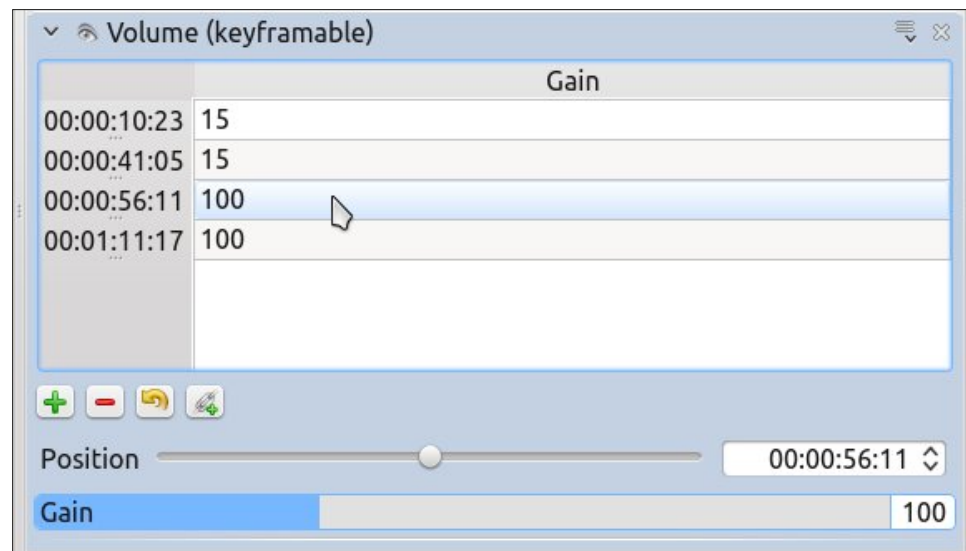 Volume (keyframable)
Gain
00:00:10:23 15
00:00:41:05 15
00:00:56:11 100
00:01:11:17 100
Position 00:00:56:11
Gain 100